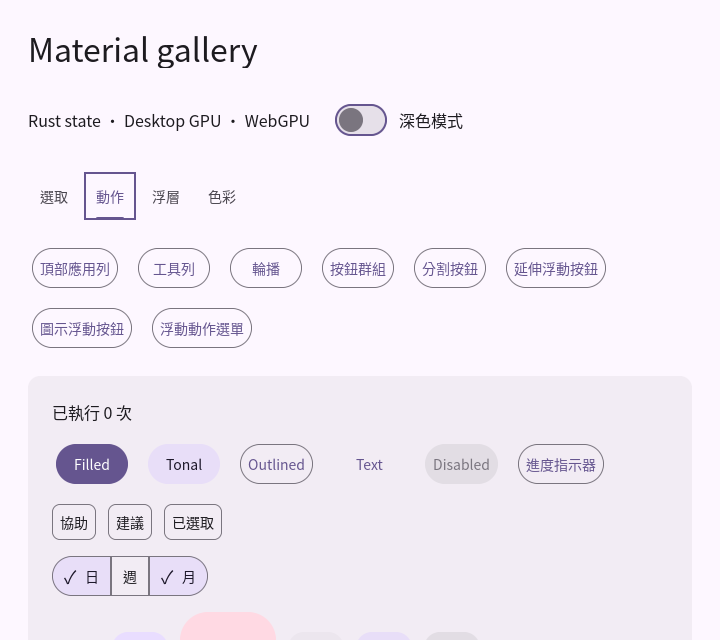 Material gallery
Rust state ・ Desktop GPU ・ WebGPU 深色模式
選取 動作 浮層 色彩
頂部應用列 工具列 輪播 按鈕群組 分割按鈕 延伸浮動按鈕
圖示浮動按鈕 浮動動作選單
已執行 0 次
Filled Tonal Outlined Text Disabled 進度指示器
協助 建議 已選取
✓ 日 週 ✓ 月